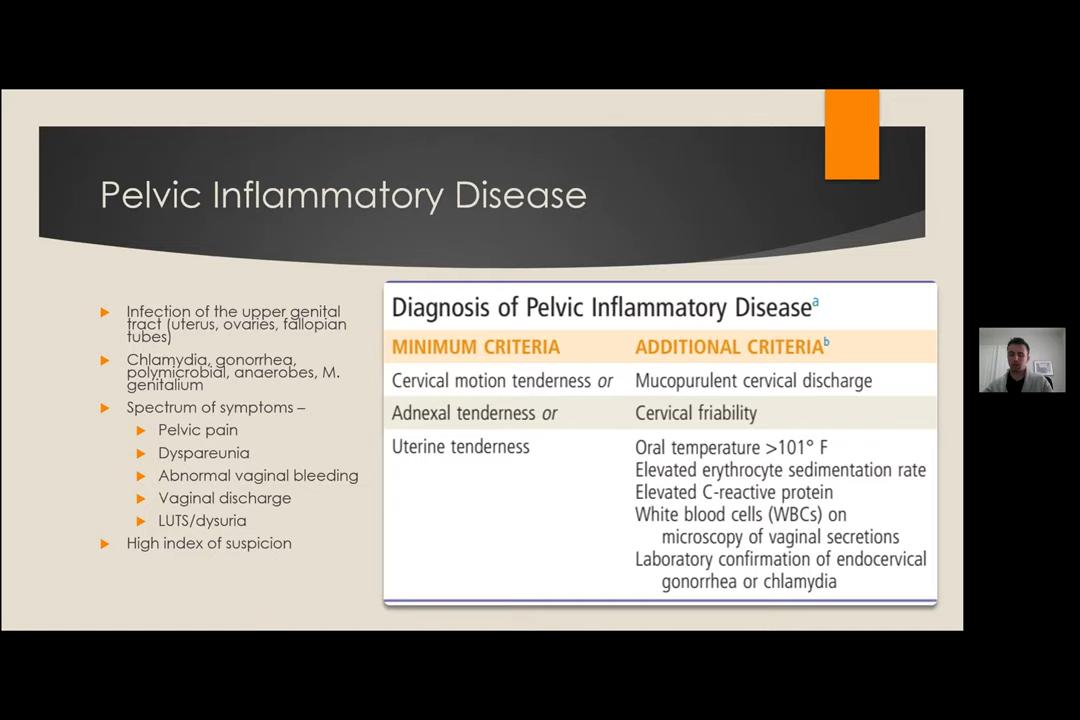 Pelvic Inflammatory Disease
Infection of the upper genital
tract (uterus, ovaries, fallopian
tubes)
Chlamydia, gonorrhea,
polymicrobial, anaerobes, M.
genitalium
Spectrum of symptoms –
Pelvic pain
Dyspareunia
Abnormal vaginal bleeding
Vaginal discharge
LUTS/dysuria
High index of suspicion
Diagnosis of Pelvic Inflammatory Diseaseᵃ
MINIMUM CRITERIA ADDITIONAL CRITERIAᵇ
Cervical motion tenderness or Mucopurulent cervical discharge
Adnexal tenderness or Cervical friability
Uterine tenderness Oral temperature >101° F
Elevated erythrocyte sedimentation rate
Elevated C-reactive protein
White blood cells (WBCs) on
microscopy of vaginal secretions
Laboratory confirmation of endocervical
gonorrhea or chlamydia